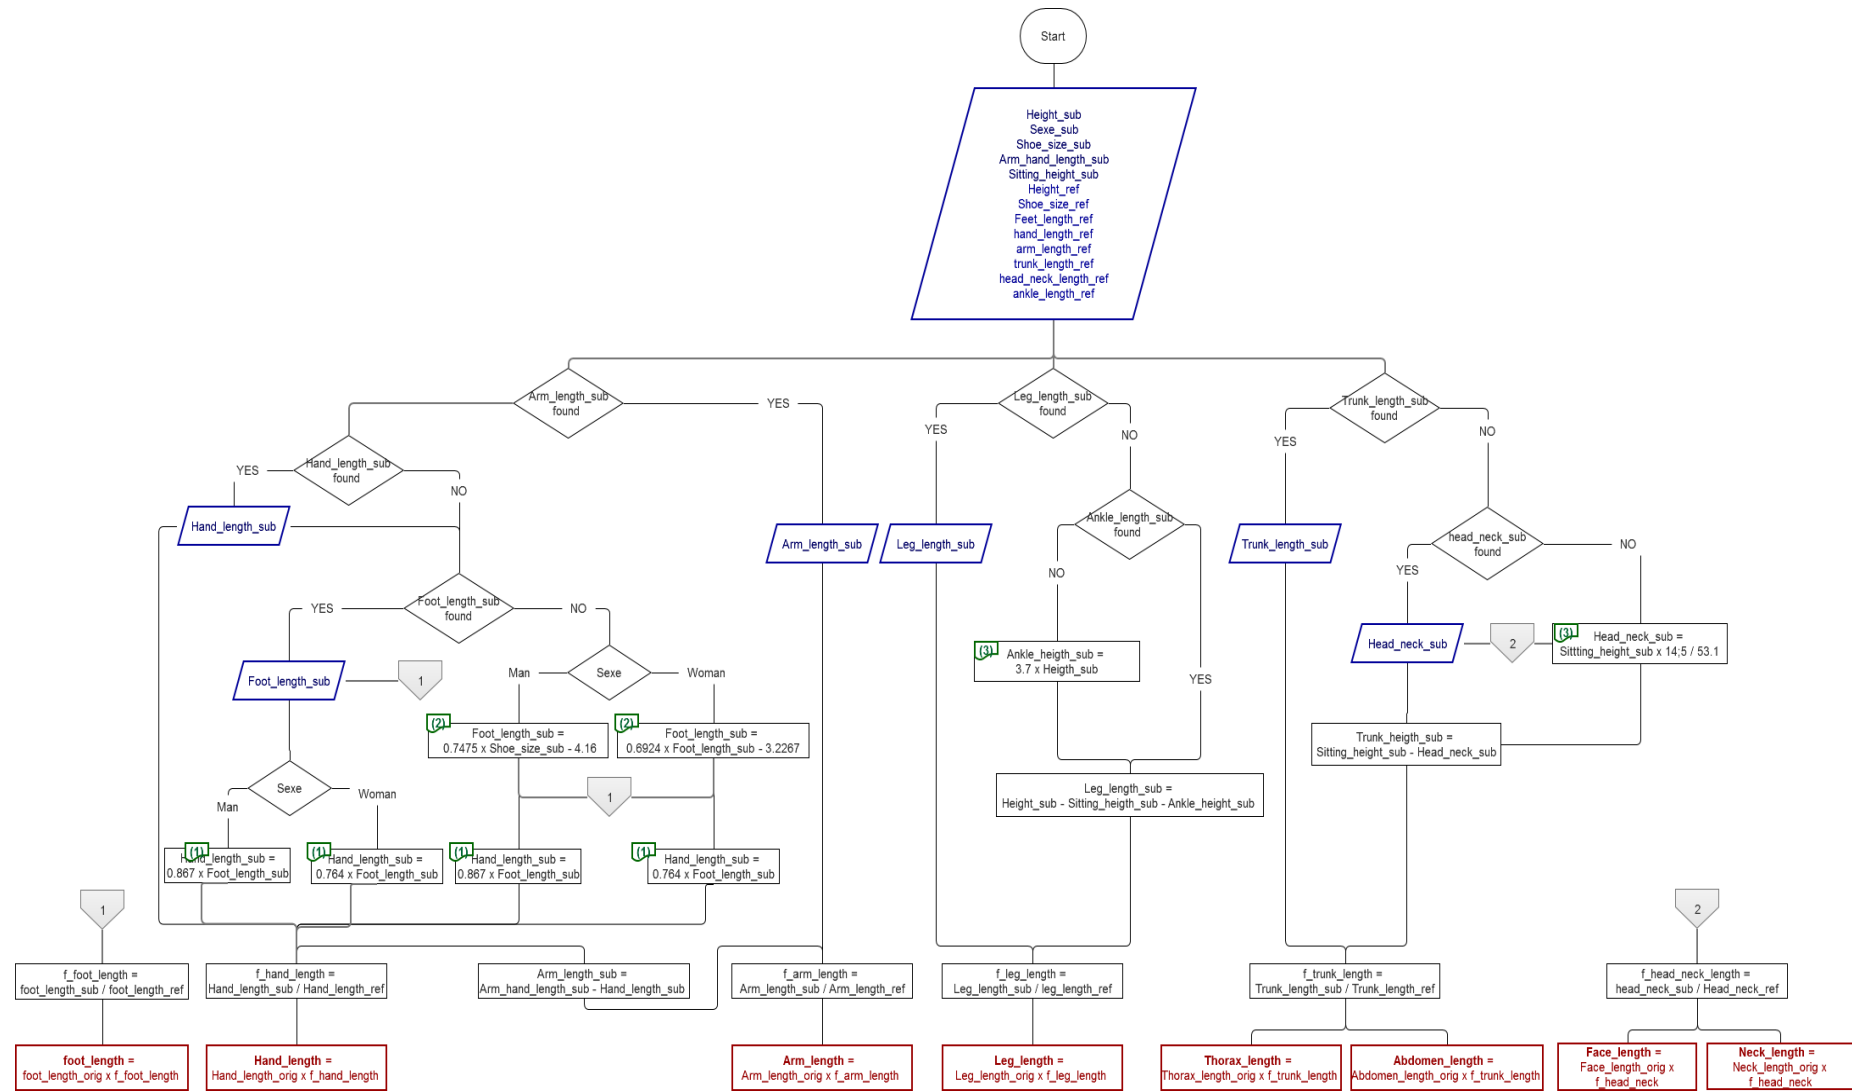 Start
Height_sub
Sexe_sub
Shoe_size_sub
Arm_hand_length_sub
Sitting_height_sub
Height_ref
Shoe_size_ref
Feet_length_ref
hand_length_ref
arm_length_ref
trunk_length_ref
head_neck_length_ref
ankle_length_ref
Arm_length_sub
found
YES
Leg_length_sub
found
YES
NO
Trunk_length_sub
found
YES
NO
Hand_length_sub
found
YES
NO
Hand_length_sub
Arm_length_sub
Leg_length_sub
Ankle_length_sub
found
NO
YES
Trunk_length_sub
head_neck_sub
found
YES
NO
Foot_length_sub
found
YES
NO
Foot_length_sub
1
Sexe
Man
Woman
(3)
Ankle_heigth_sub =
3.7 x Heigth_sub
Head_neck_sub
2
(3)
Head_neck_sub =
Sittting_height_sub x 14;5 / 53.1
(2)
Foot_length_sub =
0.7475 x Shoe_size_sub - 4.16
(2)
Foot_length_sub =
0.6924 x Foot_length_sub - 3.2267
Trunk_heigth_sub =
Sitting_height_sub - Head_neck_sub
Sexe
Man
Woman
1
Leg_length_sub =
Height_sub - Sitting_heigth_sub - Ankle_height_sub
(1)
Hand_length_sub =
0.867 x Foot_length_sub
(1)
Hand_length_sub =
0.764 x Foot_length_sub
(1)
Hand_length_sub =
0.867 x Foot_length_sub
(1)
Hand_length_sub =
0.764 x Foot_length_sub
1
2
f_foot_length =
foot_length_sub / foot_length_ref
f_hand_length =
Hand_length_sub / Hand_length_ref
Arm_length_sub =
Arm_hand_length_sub - Hand_length_sub
f_arm_length =
Arm_length_sub / Arm_length_ref
f_leg_length =
Leg_length_sub / leg_length_ref
f_trunk_length =
Trunk_length_sub / Trunk_length_ref
f_head_neck_length =
head_neck_sub / Head_neck_ref
foot_length =
foot_length_orig x f_foot_length
Hand_length =
Hand_length_orig x f_hand_length
Arm_length =
Arm_length_orig x f_arm_length
Leg_length =
Leg_length_orig x f_leg_length
Thorax_length =
Thorax_length_orig x f_trunk_length
Abdomen_length =
Abdomen_length_orig x f_trunk_length
Face_length =
Face_length_orig x
f_head_neck
Neck_length =
Neck_length_orig x
f_head_neck